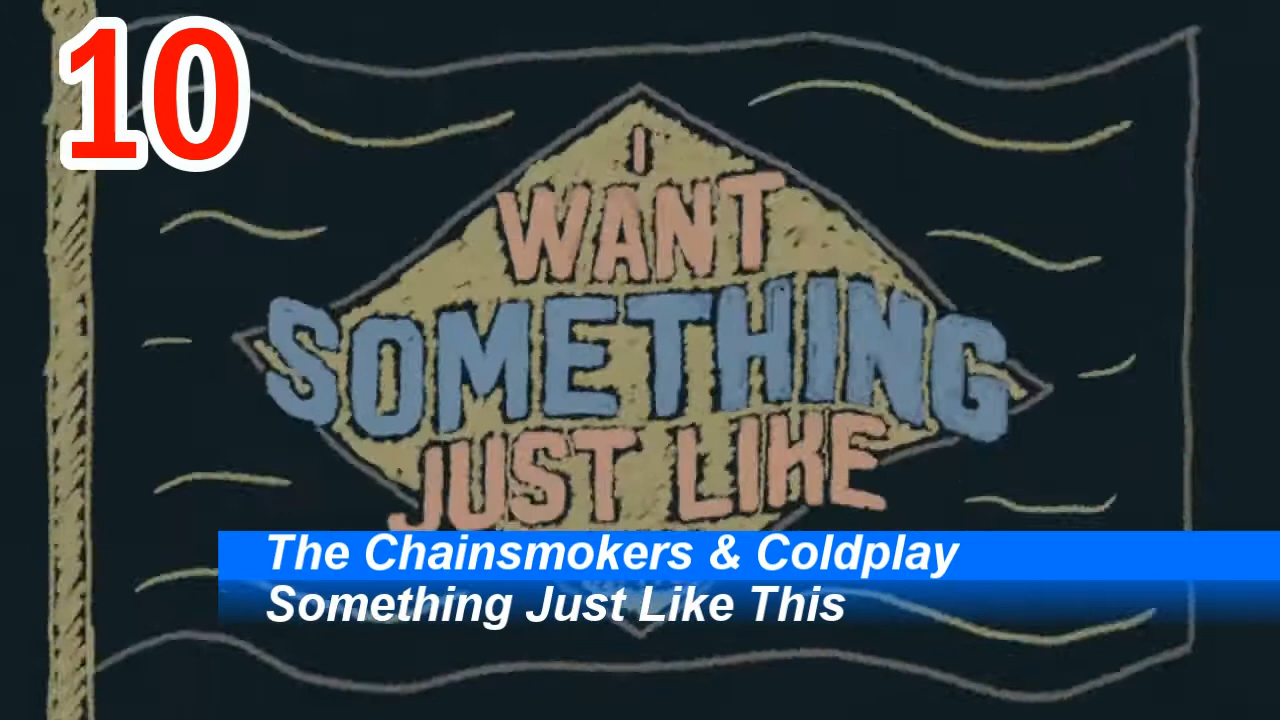 10
I
WANT
SOMETHING
JUST LIKE
The Chainsmokers & Coldplay
Something Just Like This